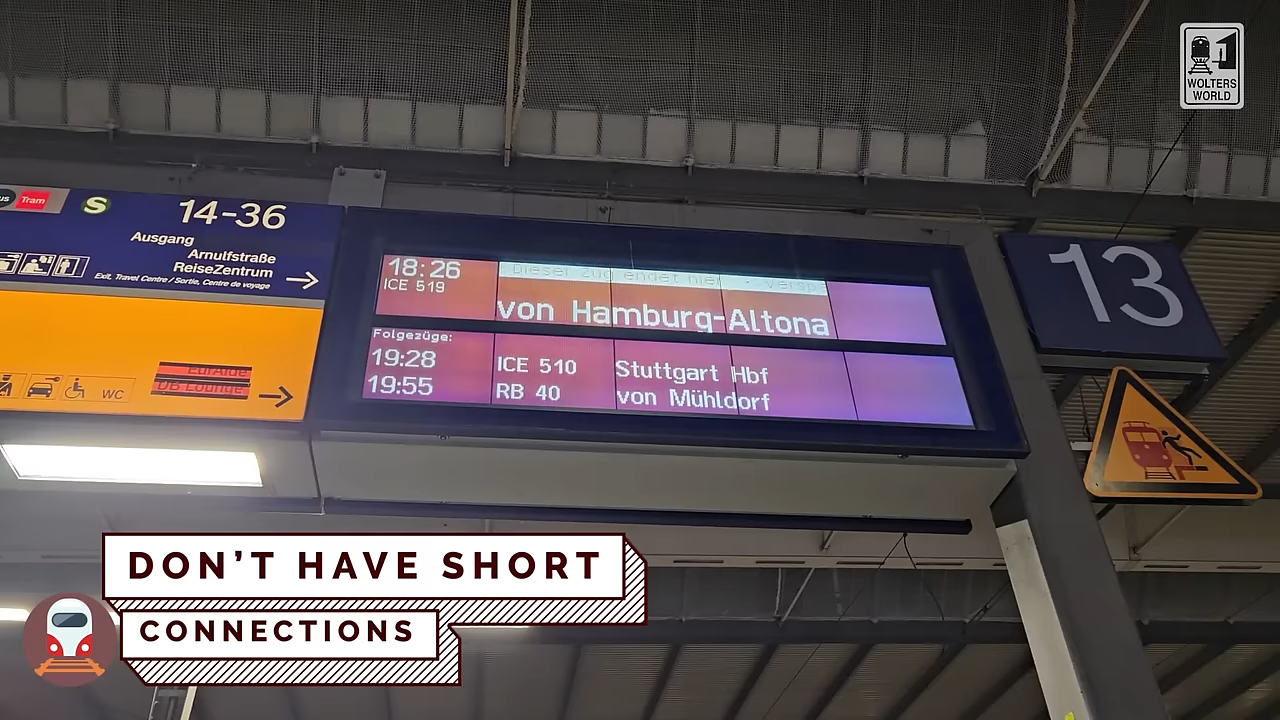 WOLTERS
WORLD
Tram
S
14-36
Ausgang
Arnulfstraße
ReiseZentrum
Exit, Travel Centre / Sortie, Centre de voyage
WC
18:26
ICE 519
Dieser Zug endet hier
von Hamburg-Altona
Folgezüge:
19:28 ICE 510 Stuttgart Hbf
19:55 RB 40 von Mühldorf
13
DON'T HAVE SHORT
CONNECTIONS